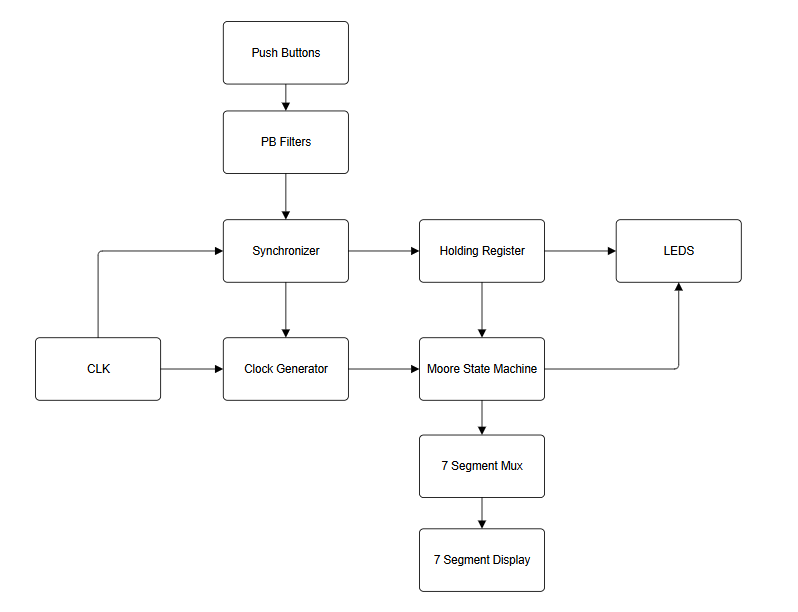 Push Buttons
PB Filters
Synchronizer
Holding Register
LEDS
CLK
Clock Generator
Moore State Machine
7 Segment Mux
7 Segment Display